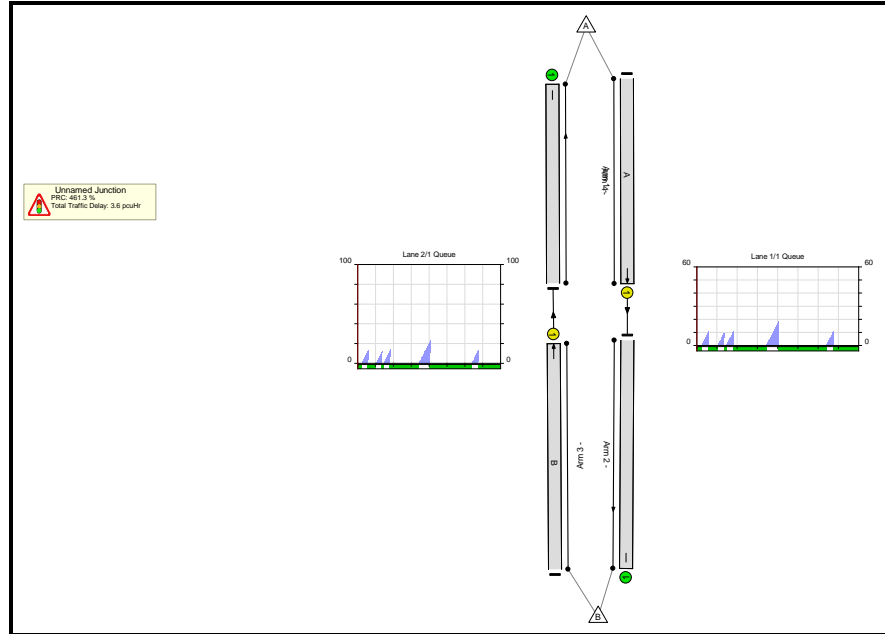 A
Unnamed Junction
PRC: 461.3 %
Total Traffic Delay: 3.6 pcuHr
A
Lane 2/1 Queue
100
100
0
0
Lane 1/1 Queue
60
60
0
0
B
Arm 3 -
Arm 2 -
B